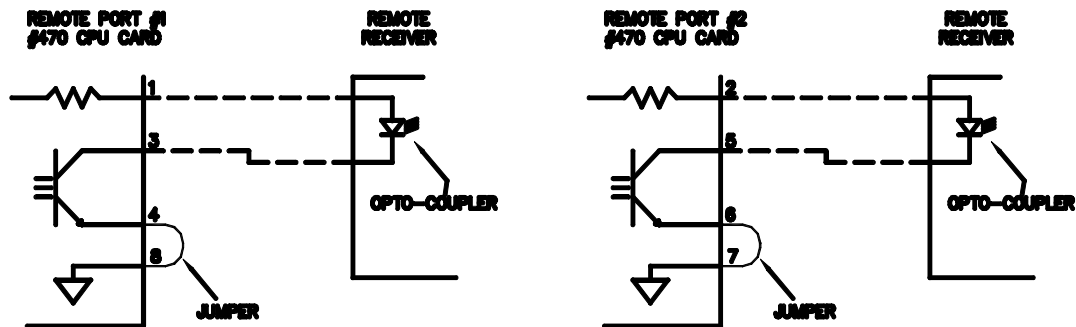 REMOTE PORT #1
#470 CPU CARD
REMOTE
RECEIVER
1
3
4
8
OPTO-COUPLER
JUMPER
REMOTE PORT #2
#470 CPU CARD
REMOTE
RECEIVER
2
5
6
7
OPTO-COUPLER
JUMPER